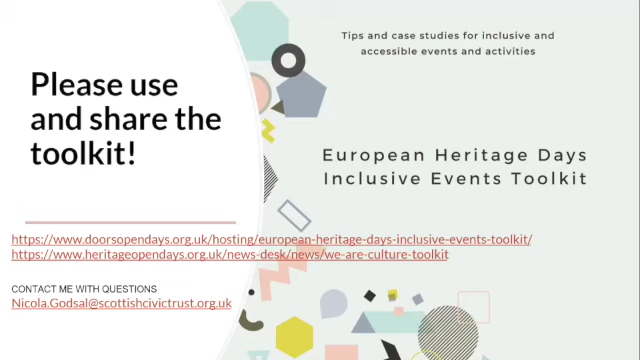 Please use
and share the
toolkit!
Tips and case studies for inclusive and
accessible events and activities
European Heritage Days
Inclusive Events Toolkit
https://www.doorsopendays.org.uk/hosting/european-heritage-days-inclusive-events-toolkit/
https://www.heritageopendays.org.uk/news-desk/news/we-are-culture-toolkit
CONTACT ME WITH QUESTIONS
Nicola.Godsal@scottishcivictrust.org.uk